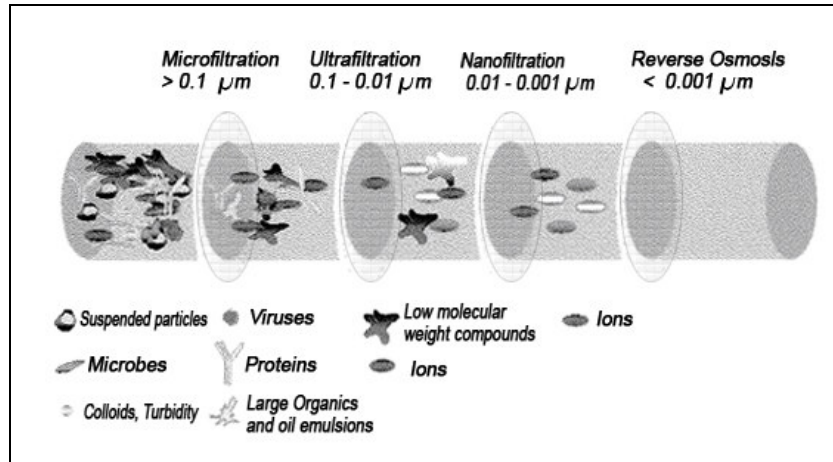 Microfiltration
> 0.1 μm
Ultrafiltration
0.1 - 0.01 μm
Nanofiltration
0.01 - 0.001 μm
Reverse Osmosls
< 0.001 μm
Suspended particles
Viruses
Low molecular
weight compounds
Ions
Microbes
Proteins
Ions
Colloids, Turbidity
Large Organics
and oil emulsions